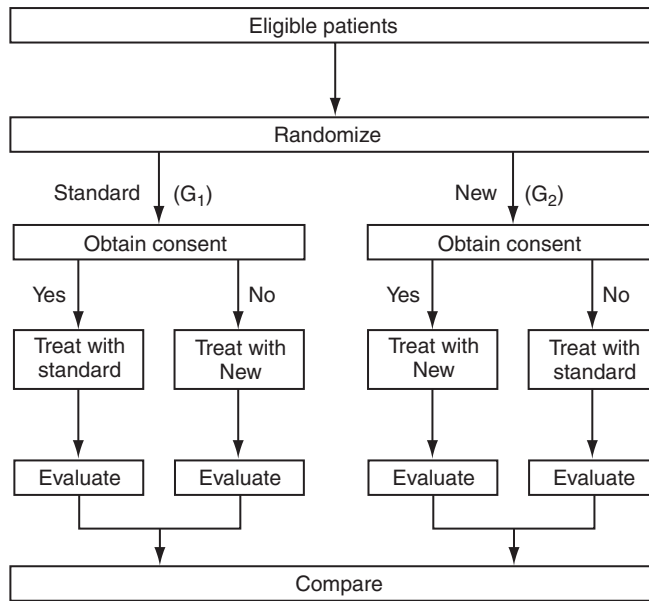 Eligible patients
Randomize
Standard (G₁)
New (G₂)
Obtain consent
Obtain consent
Yes
No
Yes
No
Treat with
standard
Treat with
New
Treat with
New
Treat with
standard
Evaluate
Evaluate
Evaluate
Evaluate
Compare